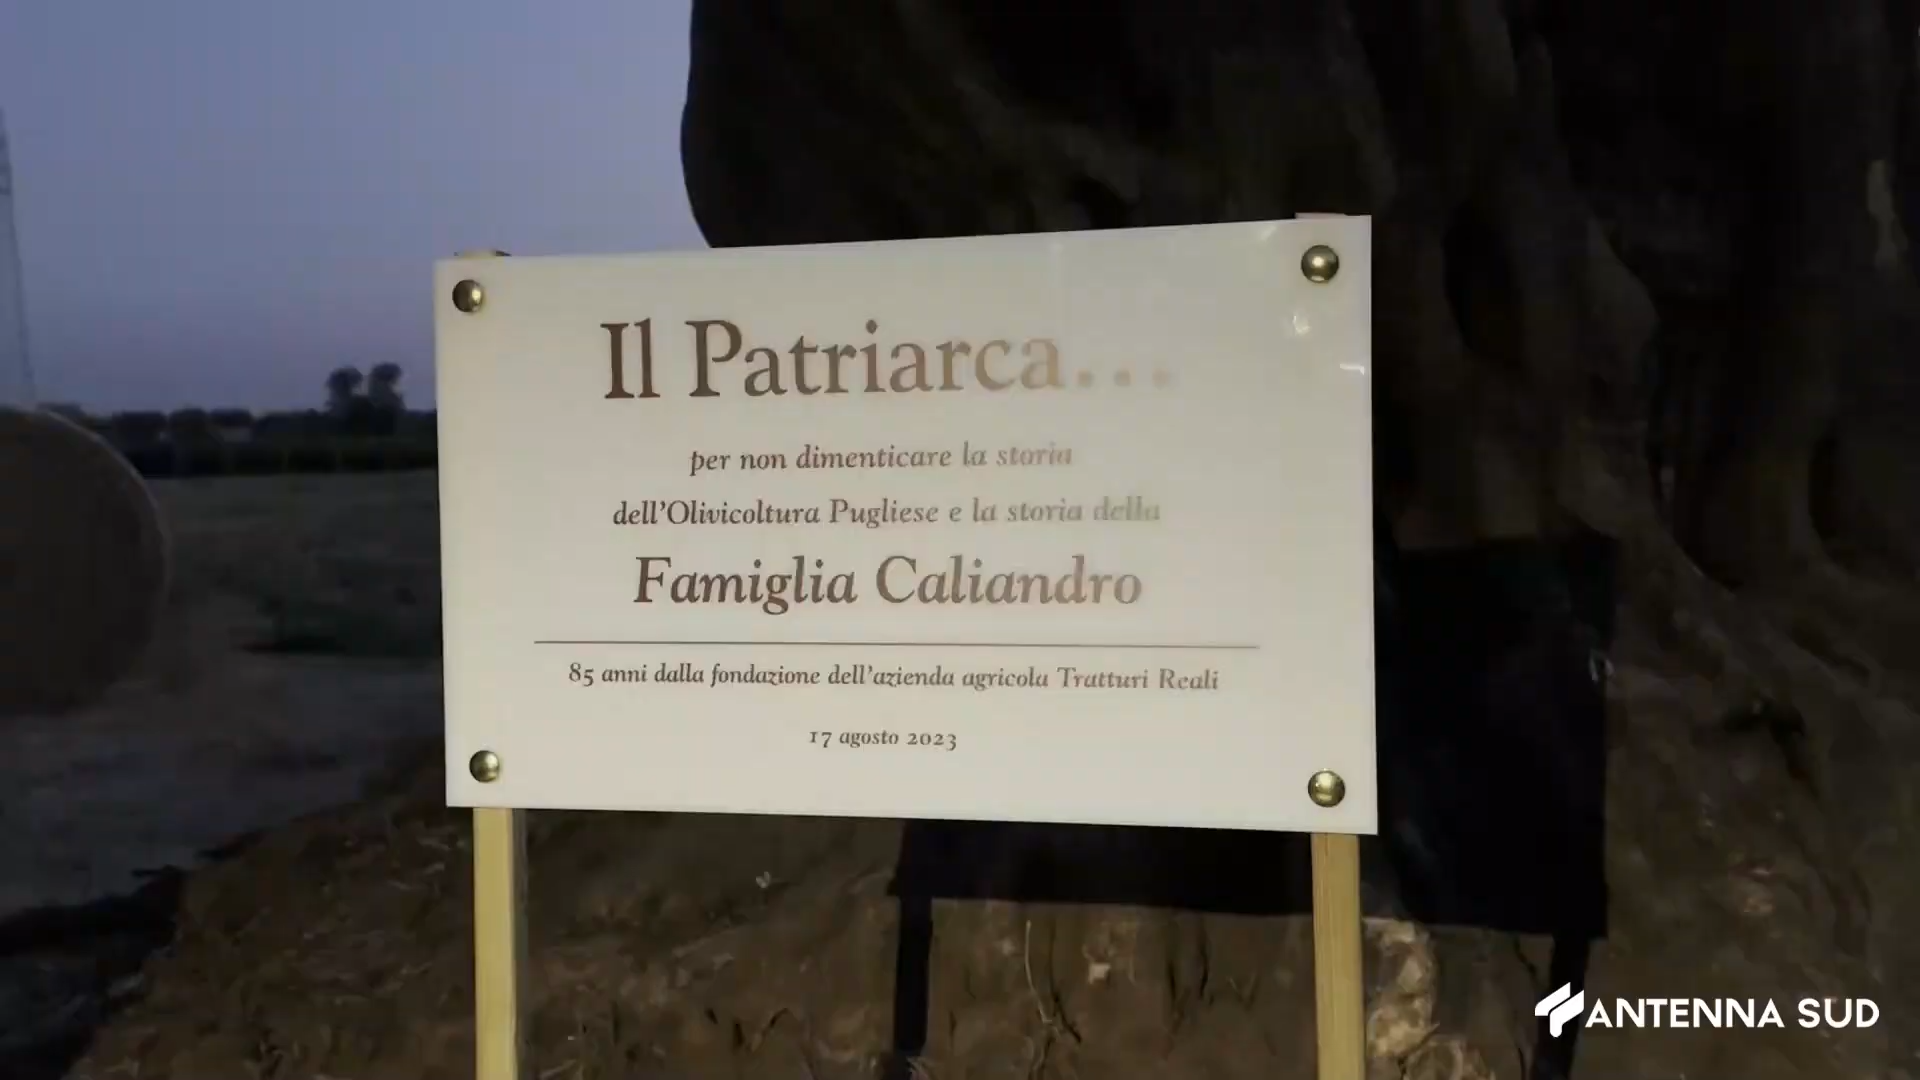 Il Patriarca...
per non dimenticare la storia
dell'Olivicoltura Pugliese e la storia della
Famiglia Caliandro
85 anni dalla fondazione dell'azienda agricola Tratturi Reali
17 agosto 2023
ANTENNA SUD